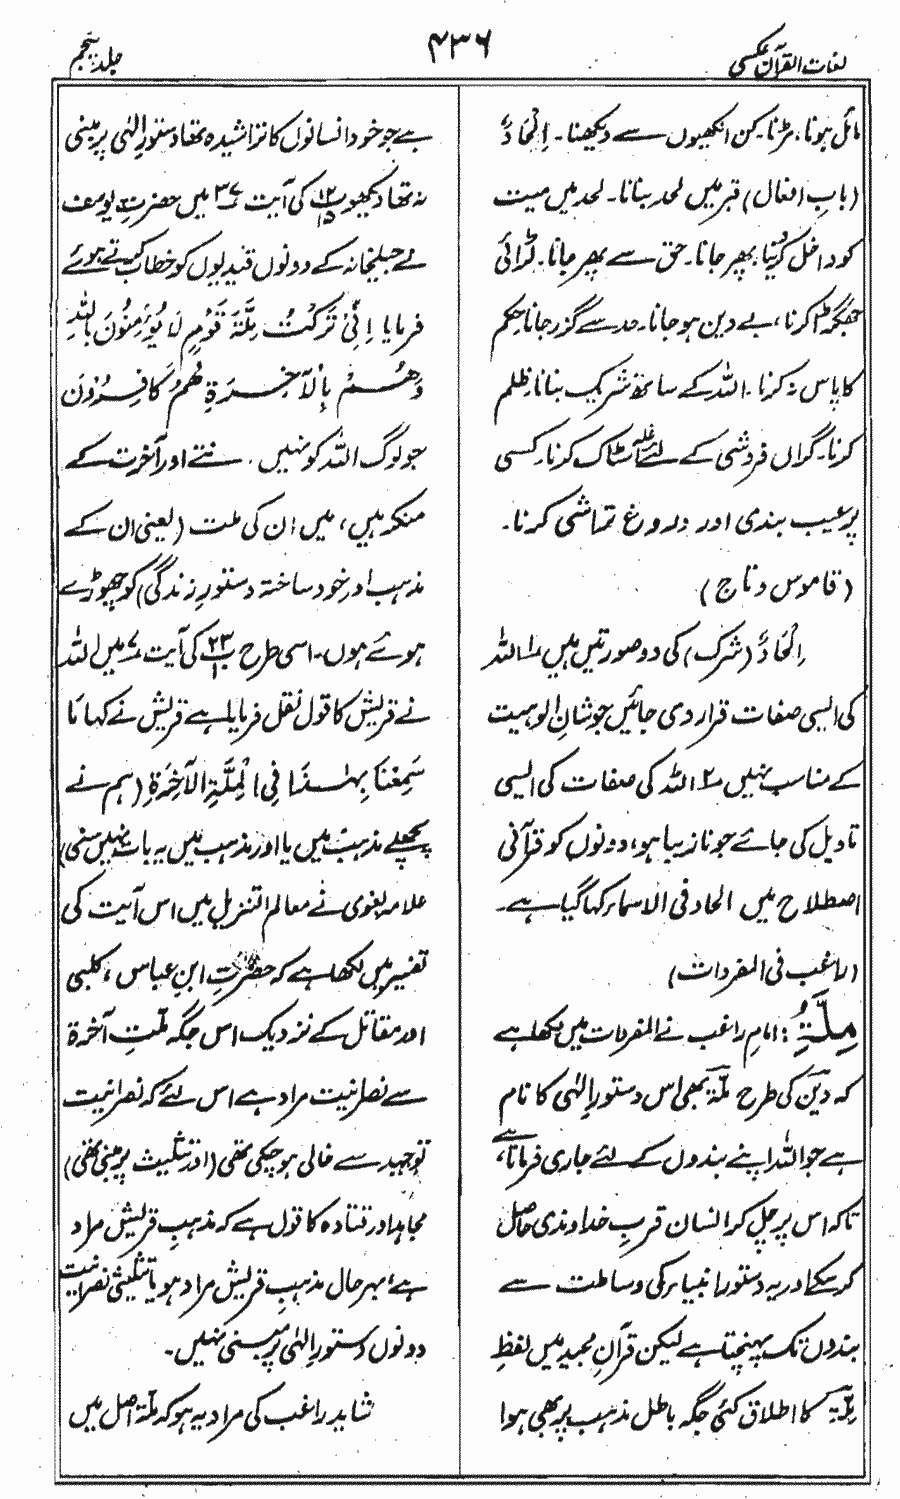 لغات القرآن عکسی
۴۳۶
جلد پنجم
مائل ہونا۔ مڑنا۔ کن انکھیوں سے دیکھنا۔ اِلْحَادٌ
(بابِ افعال) قبر میں لحد بنانا۔ لحد میں میت
کو داخل کر دینا۔ پھر جانا۔ حق سے پھر جانا۔ لڑائی
جھگڑا کرنا، بے دین ہو جانا۔ حد سے گزر جانا حکم
کا پاس نہ کرنا۔ اللہ کے ساتھ شریک بنانا۔ ظلم
کرنا۔ گراں فروشی کے لئے غلّے کا اسٹاک کرنا۔ کسی
پر عیب بندی اور دروغ تراشی کرنا۔
(قاموس و تاج)
اِلْحَادٌ (شرک) کی دو صورتیں ہیں ۱ اللہ
کی ایسی صفات قرار دی جائیں جو شانِ الوہیت
کے مناسب نہیں ۲ اللہ کی صفات کی ایسی
تاویل کی جائے جو نازیبا ہو، دونوں کو قرآنی
اصطلاح میں الحاد فی الاسماء کہا گیا ہے۔
(راغب فی المفردات)
مِلَّۃِ: امام راغب نے المفردات میں لکھا ہے
کہ دین کی طرح ملّۃ بھی اس دستورِ الٰہی کا نام
ہے جو اللہ اپنے بندوں کے لئے جاری فرماتا ہے،
تاکہ اس پر چل کر انسان قربِ خداوندی حاصل
کر سکے اور یہ دستور انبیاء کی وساطت سے
بندوں تک پہنچتا ہے لیکن قرآنِ مجید میں لفظِ
مِلَّۃ کا اطلاق کئی جگہ باطل مذہب پر بھی ہوا
ہے جو خود انسانوں کا تراشیدہ تھا دستورِ الٰہی پر مبنی
نہ تھا دیکھو پ۱۲ کی آیت ۳۷ میں حضرت یوسف
نے جیلخانہ کے دونوں قیدیوں کو خطاب کرتے ہوئے
فرمایا اِنِّیْ تَرَکْتُ مِلَّۃَ قَوْمٍ لَا یُؤْمِنُوْنَ بِاللّٰہِ
وَھُمْ بِالْاٰخِرَۃِ ھُمْ کَافِرُوْنَ
جو لوگ اللہ کو نہیں مانتے اور آخرت کے
منکر ہیں، میں ان کی ملت (یعنی ان کے
مذہب اور خود ساختہ دستورِ زندگی) کو چھوڑے
ہوئے ہوں۔ اسی طرح پ۲۳ کی آیت ۷ میں اللہ
نے قریش کا قول نقل فرمایا ہے قریش نے کہا مَا
سَمِعْنَا بِھٰذَا فِی الْمِلَّۃِ الْاٰخِرَۃِ (ہم نے
پچھلے مذہب میں یا اور مذہب میں یہ بات نہیں سنی)
علامہ بغوی نے معالم التنزیل میں اس آیت کی
تفسیر میں لکھا ہے کہ حضرت ابنِ عباس، کلبی
اور مقاتل کے نزدیک اس جگہ ملّتِ آخرۃ
سے نصرانیت مراد ہے اس لئے کہ نصرانیت
توحید سے خالی ہو چکی تھی (اور تثلیث پر مبنی تھی)
مجاہد اور قتادہ کا قول ہے کہ مذہبِ قریش مراد
ہے، بہر حال مذہبِ قریش مراد ہو یا تثلیثی نصرانیت
دونوں دستورِ الٰہی پر مبنی نہیں۔
شاید راغب کی مراد یہ ہو کہ ملّۃ اصل میں